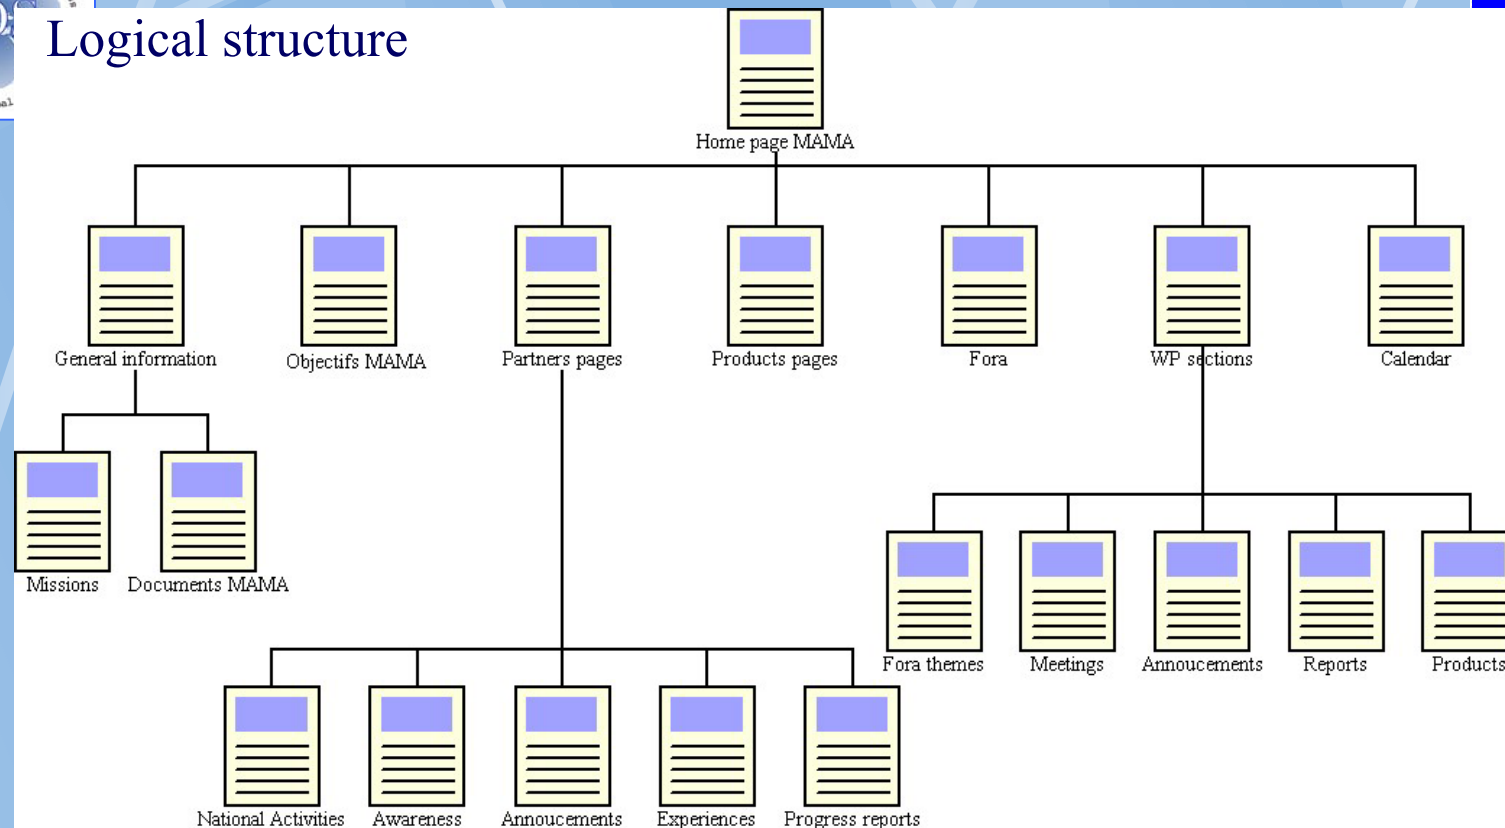 Logical structure
Home page MAMA
General information
Objectifs MAMA
Partners pages
Products pages
Fora
WP sections
Calendar
Missions
Documents MAMA
Fora themes
Meetings
Annoucements
Reports
Products
National Activities
Awareness
Annoucements
Experiences
Progress reports